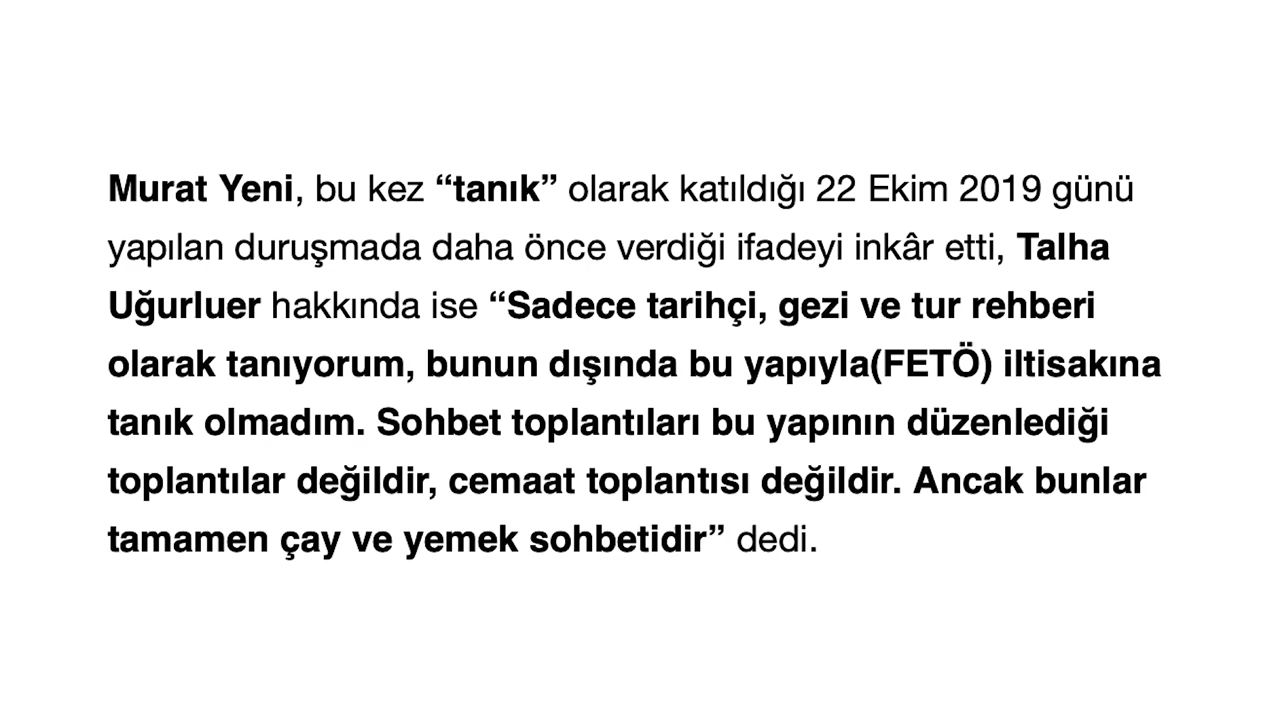 Murat Yeni, bu kez “tanık” olarak katıldığı 22 Ekim 2019 günü
yapılan duruşmada daha önce verdiği ifadeyi inkâr etti, Talha
Uğurluer hakkında ise “Sadece tarihçi, gezi ve tur rehberi
olarak tanıyorum, bunun dışında bu yapıyla(FETÖ) iltisakına
tanık olmadım. Sohbet toplantıları bu yapının düzenlediği
toplantılar değildir, cemaat toplantısı değildir. Ancak bunlar
tamamen çay ve yemek sohbetidir” dedi.